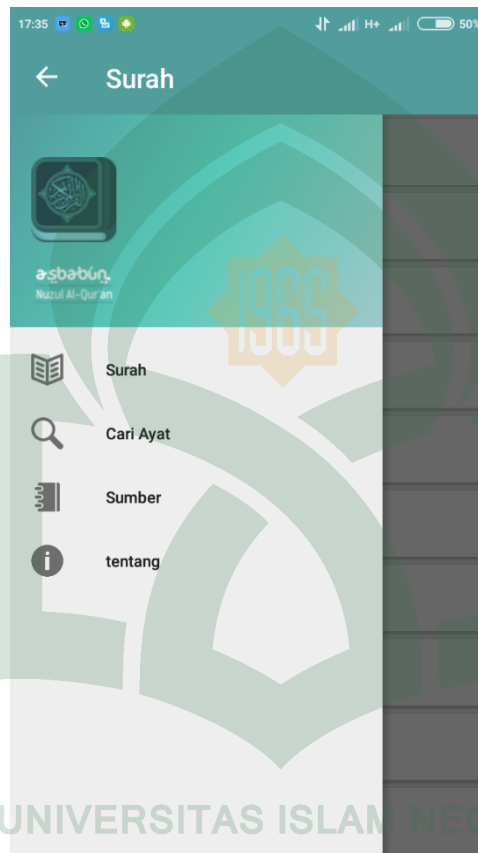 17:35 H+ 50%
Surah
asbabun
Nuzul Al-Qur'an
1965
Surah
Cari Ayat
Sumber
tentang
UNIVERSITAS ISLAM NEG